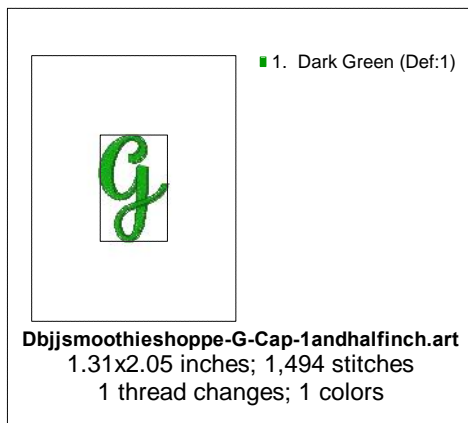 1. Dark Green (Def:1)
G
Dbjjsmoothieshoppe-G-Cap-1andhalfinch.art
1.31x2.05 inches; 1,494 stitches
1 thread changes; 1 colors